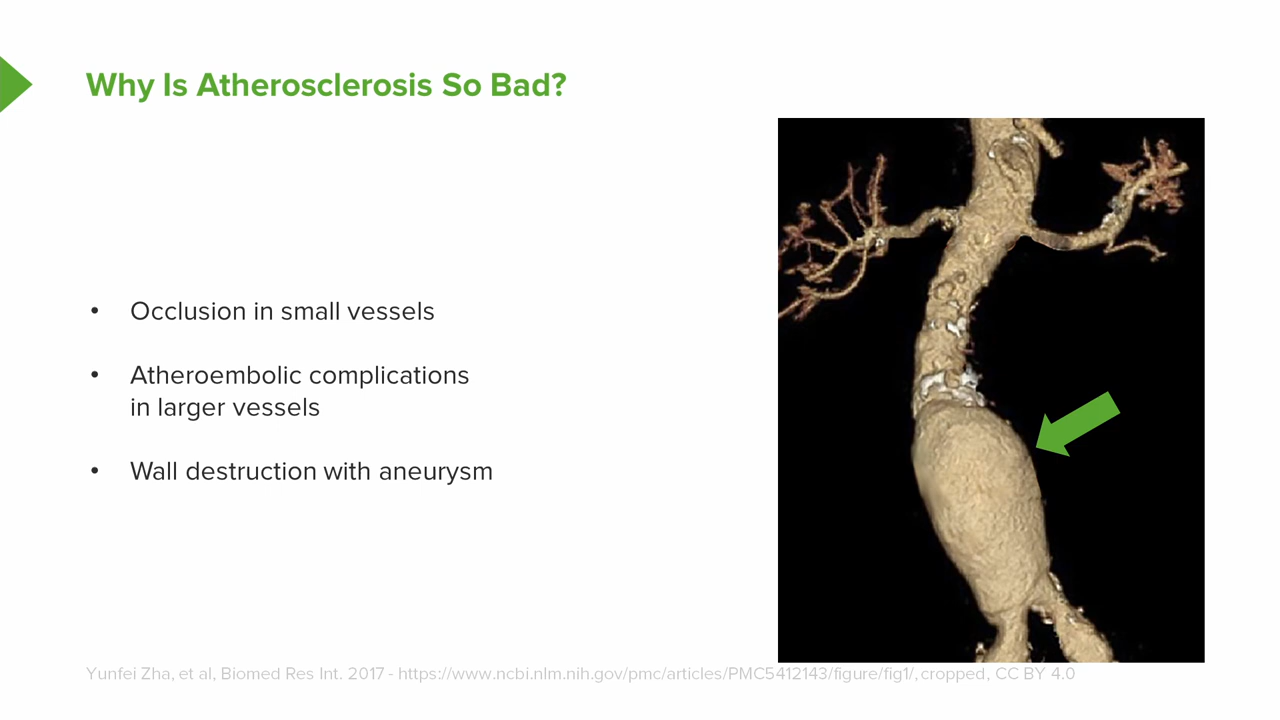 Why Is Atherosclerosis So Bad?
• Occlusion in small vessels
• Atheroembolic complications
in larger vessels
• Wall destruction with aneurysm
Yunfei Zha, et al, Biomed Res Int. 2017 - https://www.ncbi.nlm.nih.gov/pmc/articles/PMC5412143/figure/fig1/, cropped, CC BY 4.0